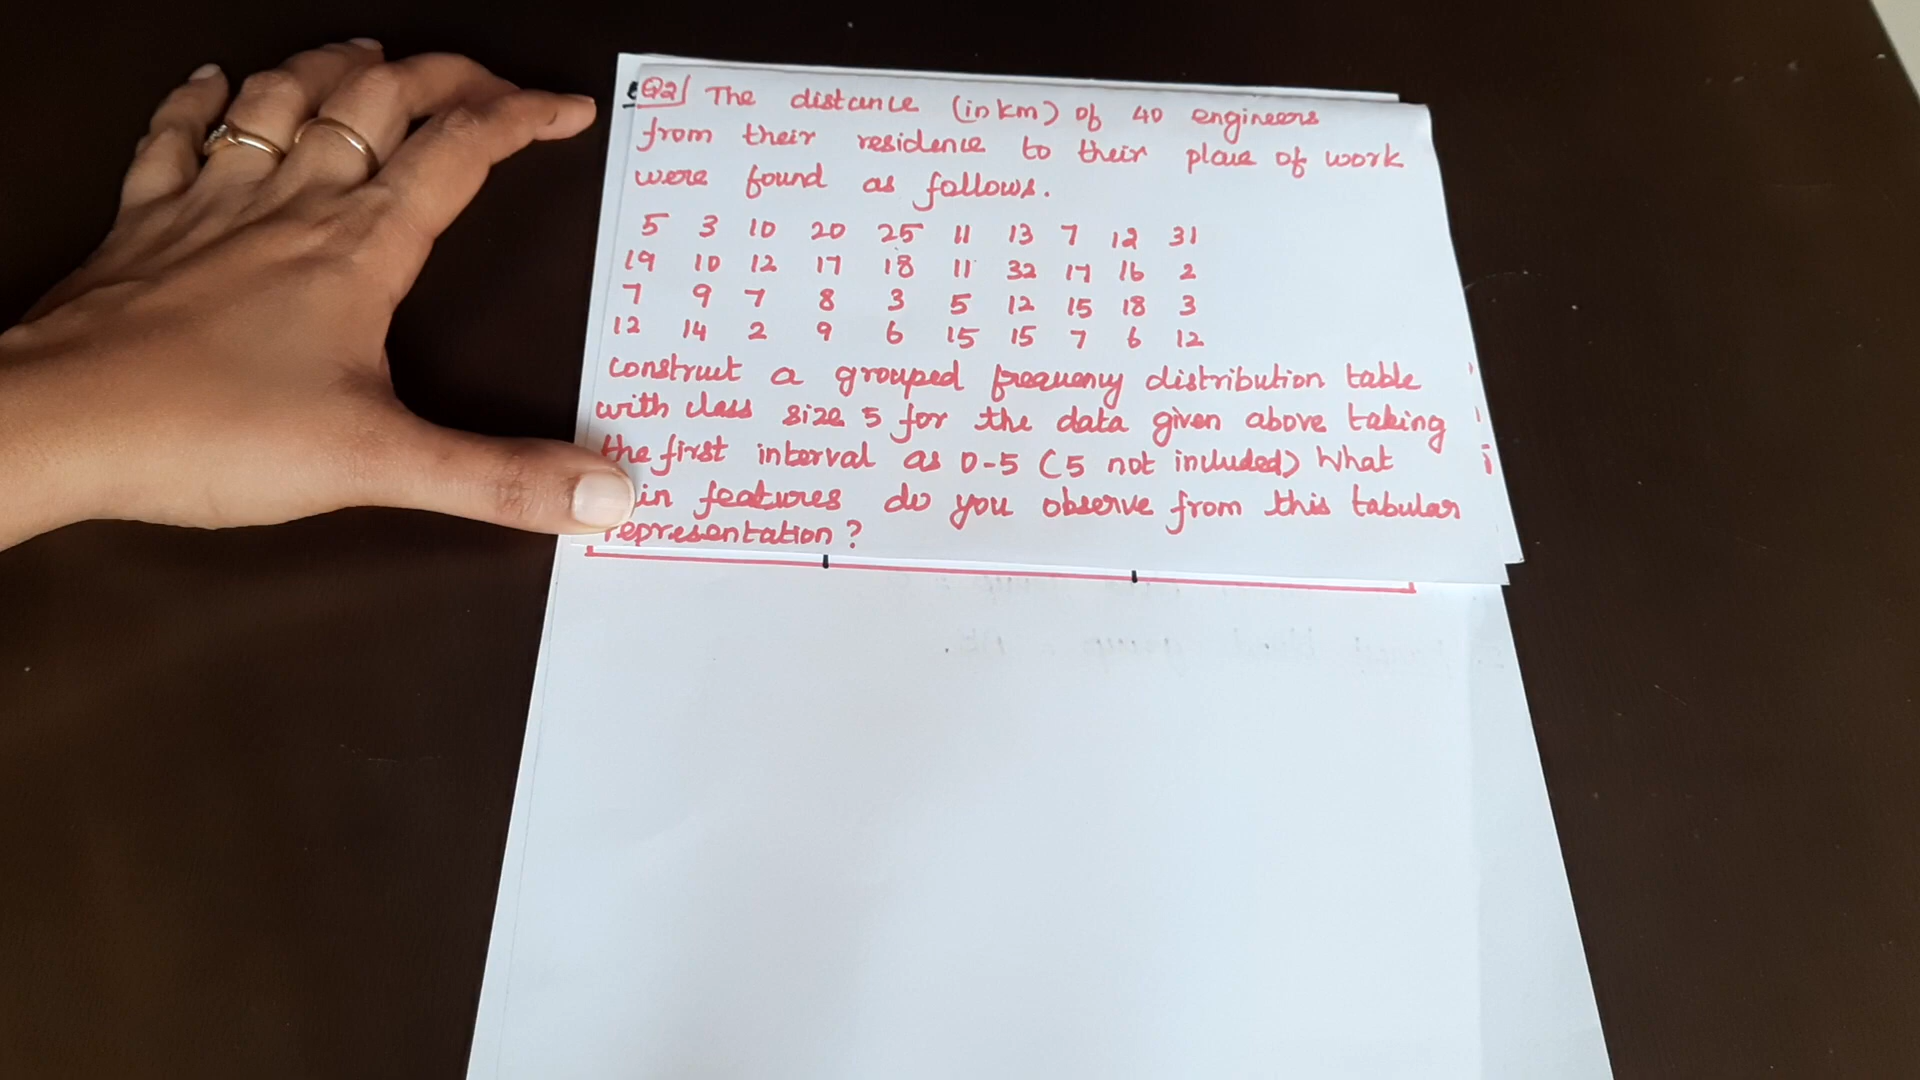 Q2 The distance (in km) of 40 engineers
from their residence to their place of work
were found as follows.
5 3 10 20 25 11 13 7 12 31
19 10 12 17 18 11 32 17 16 2
7 9 7 8 3 5 12 15 18 3
12 14 2 9 6 15 15 7 6 12
construct a grouped frequency distribution table
with class size 5 for the data given above taking
the first interval as 0-5 (5 not included) What
in features do you observe from this tabular
representation?